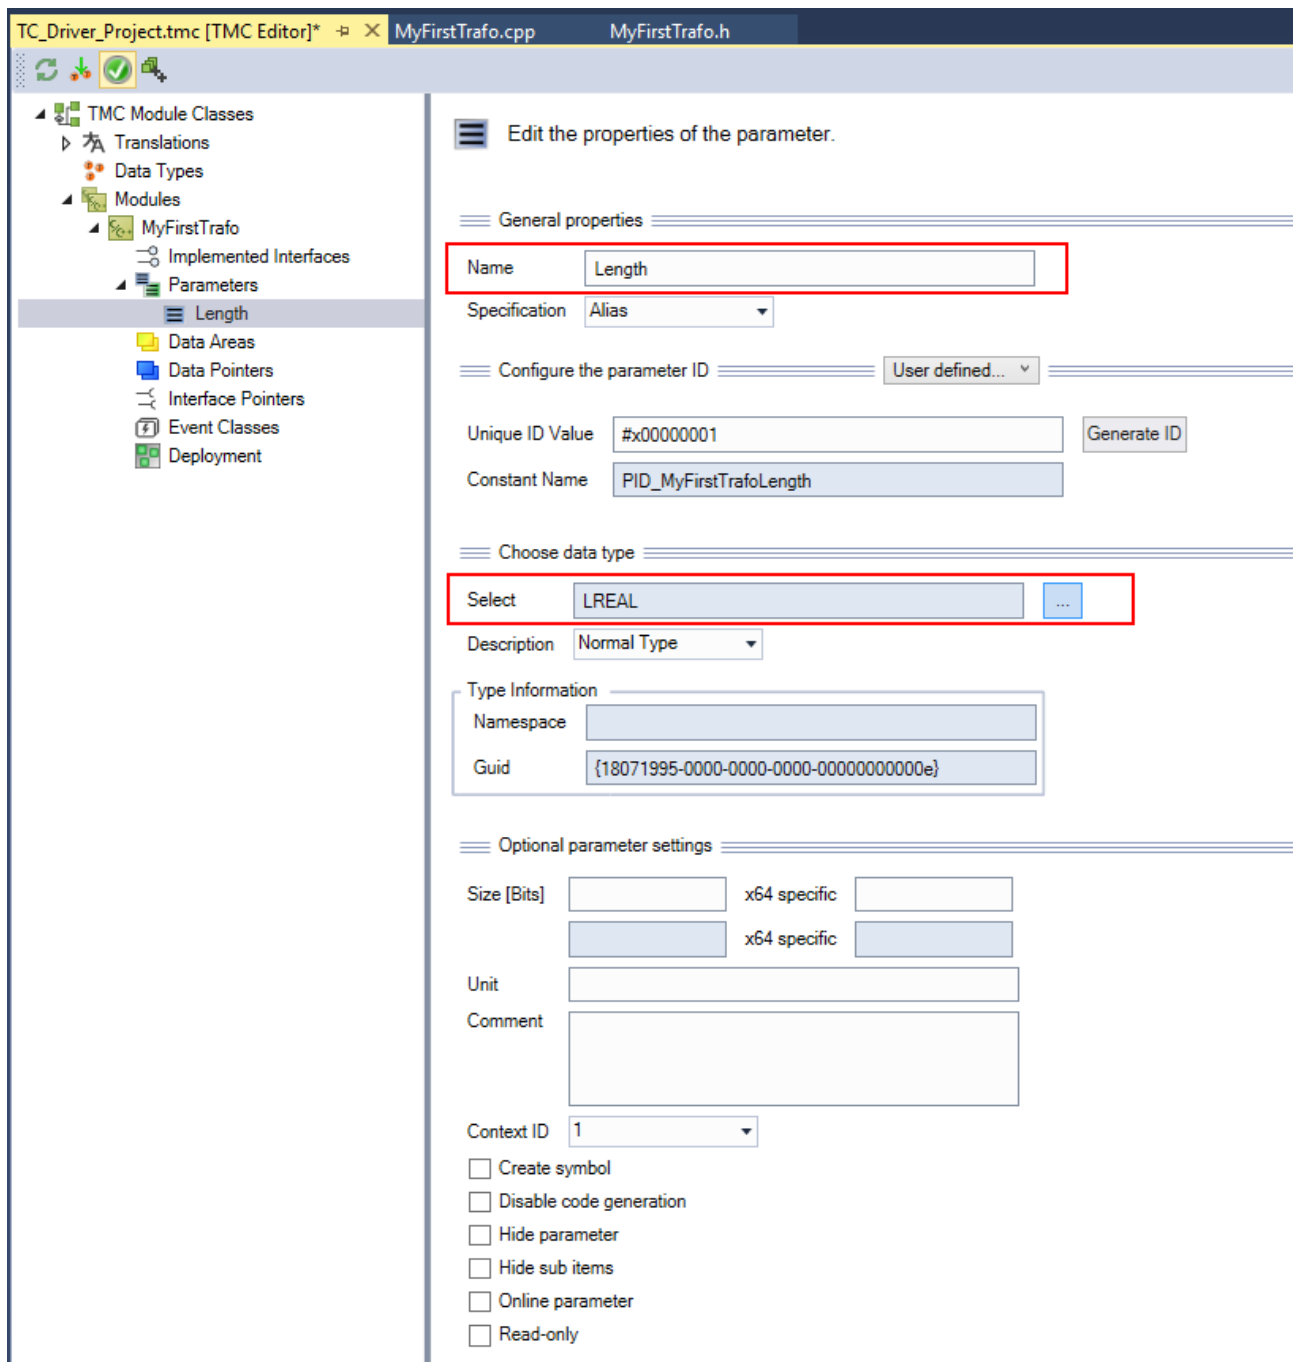 TC_Driver_Project.tmc [TMC Editor]* MyFirstTrafo.cpp MyFirstTrafo.h
TMC Module Classes
Translations
Data Types
Modules
MyFirstTrafo
Implemented Interfaces
Parameters
Length
Data Areas
Data Pointers
Interface Pointers
Event Classes
Deployment
Edit the properties of the parameter.
General properties
Name Length
Specification Alias
Configure the parameter ID User defined...
Unique ID Value #x00000001 Generate ID
Constant Name PID_MyFirstTrafoLength
Choose data type
Select LREAL ...
Description Normal Type
Type Information
Namespace
Guid {18071995-0000-0000-0000-00000000000e}
Optional parameter settings
Size [Bits] x64 specific
x64 specific
Unit
Comment
Context ID 1
Create symbol
Disable code generation
Hide parameter
Hide sub items
Online parameter
Read-only